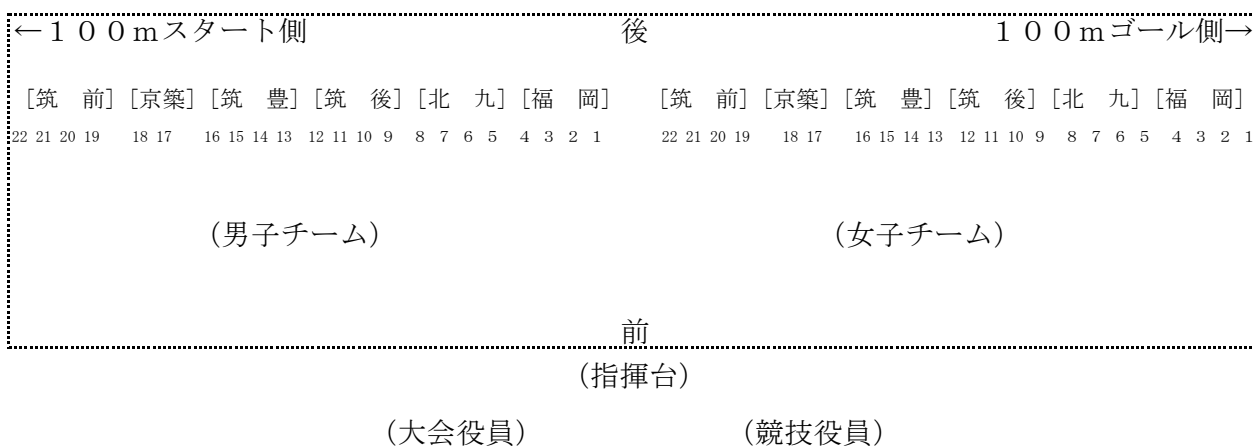 ←１００ｍスタート側　後　１００ｍゴール側→
［筑　前］［京築］［筑　豊］［筑　後］［北　九］［福　岡］　［筑　前］［京築］［筑　豊］［筑　後］［北　九］［福　岡］
22 21 20 19 18 17 16 15 14 13 12 11 10 9 8 7 6 5 4 3 2 1 22 21 20 19 18 17 16 15 14 13 12 11 10 9 8 7 6 5 4 3 2 1
（男子チーム）　（女子チーム）
前
（指揮台）
（大会役員）　（競技役員）